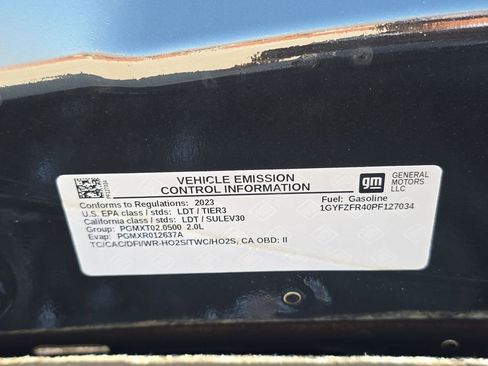 VEHICLE EMISSION
CONTROL INFORMATION
gm
GENERAL MOTORS
LLC
Conforms to Regulations: 2023
U.S. EPA class / stds: LDT / TIER3
California class / stds: LDT / SULEV30
Group: PGMXT02.0500 2.0L
Evap: PGMXR012637A
TC/CAC/DFI/WR-HO2S/TWC/HO2S, CA OBD: II
Fuel: Gasoline
1GYFZFR40PF127034